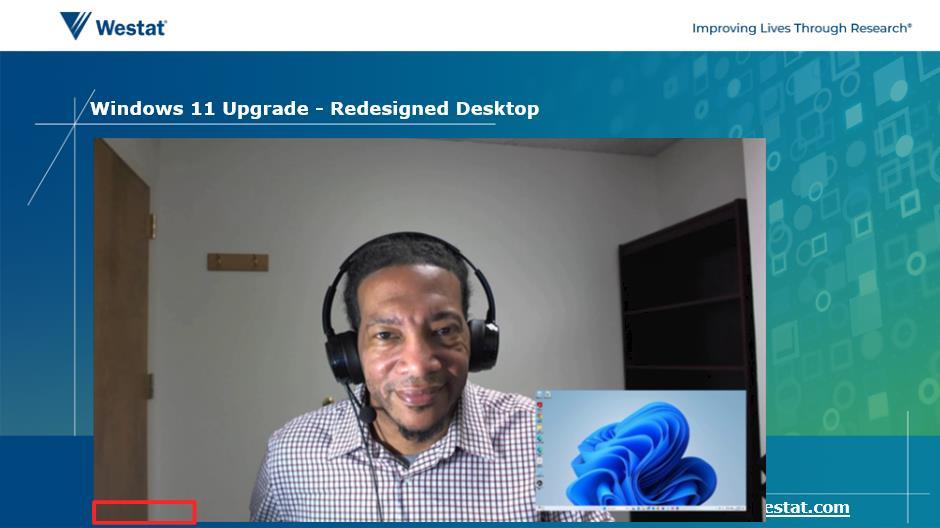 Westat®
Improving Lives Through Research®
Windows 11 Upgrade - Redesigned Desktop
estat.com